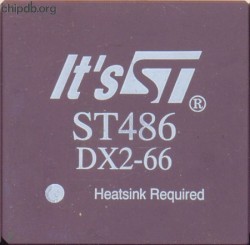 chipdb.org
It's ST®
ST486
DX2-66
Heatsink Required